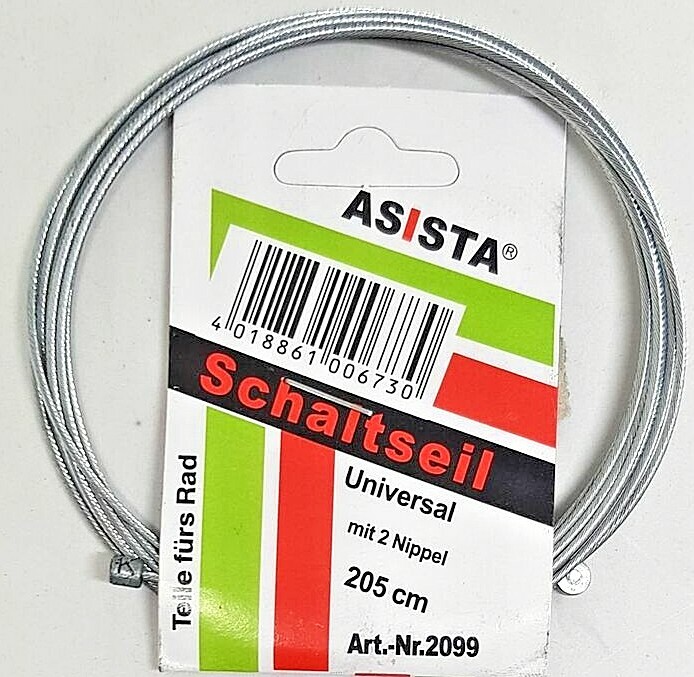 ASISTA®
4 018861 006730
Schaltseil
Universal
mit 2 Nippel
205 cm
Art.-Nr.2099
Teile fürs Rad